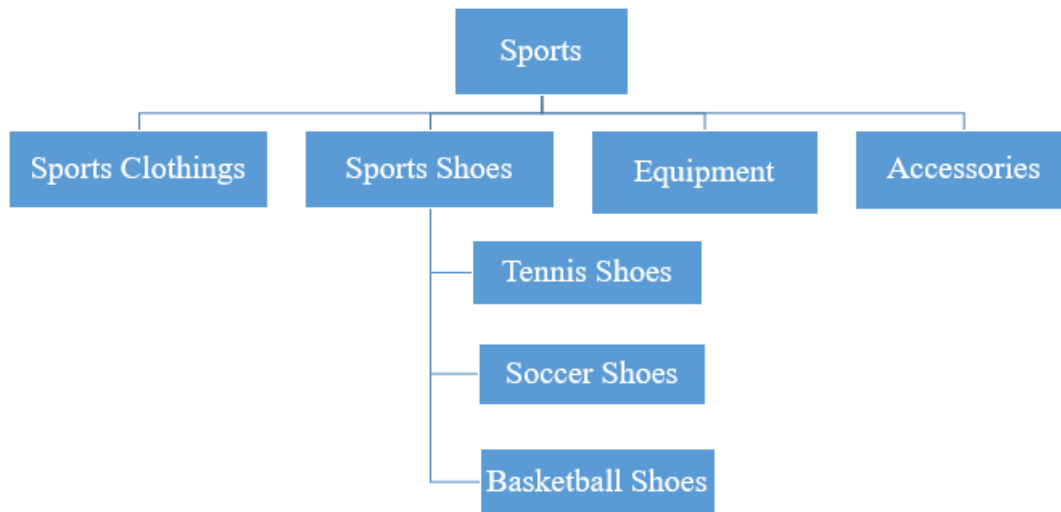 Sports
Sports Clothings
Sports Shoes
Equipment
Accessories
Tennis Shoes
Soccer Shoes
Basketball Shoes